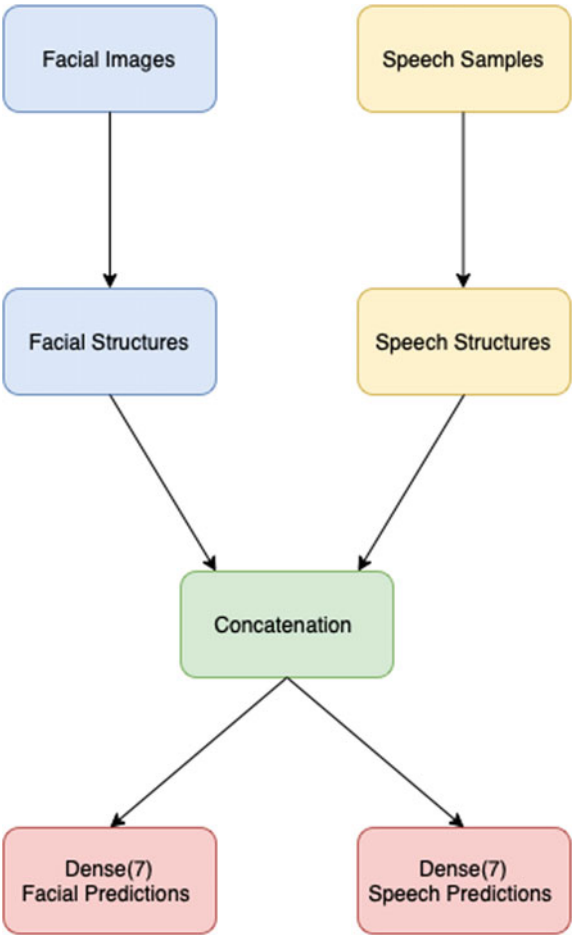 Facial Images
Speech Samples
Facial Structures
Speech Structures
Concatenation
Dense(7)
Facial Predictions
Dense(7)
Speech Predictions